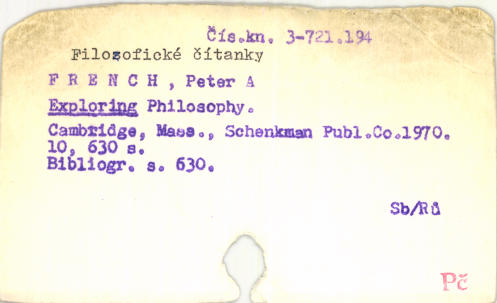 Čís.kn. 3-721.194
Filozofické čítanky
F R E N C H , Peter A
Exploring Philosophy.
Cambridge, Mass., Schenkman Publ.Co.1970.
10, 630 s.
Bibliogr. s. 630.
Sb/Rů
Pč